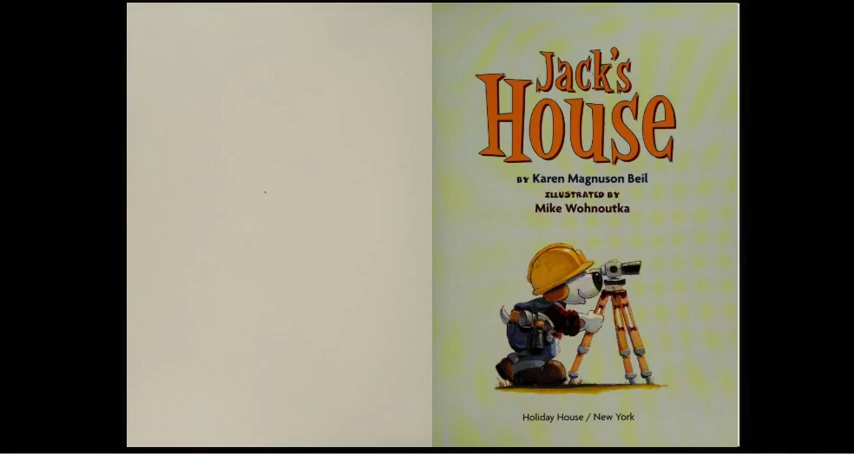 Jack's
House
BY Karen Magnuson Beil
ILLUSTRATED BY
Mike Wohnoutka
Holiday House / New York